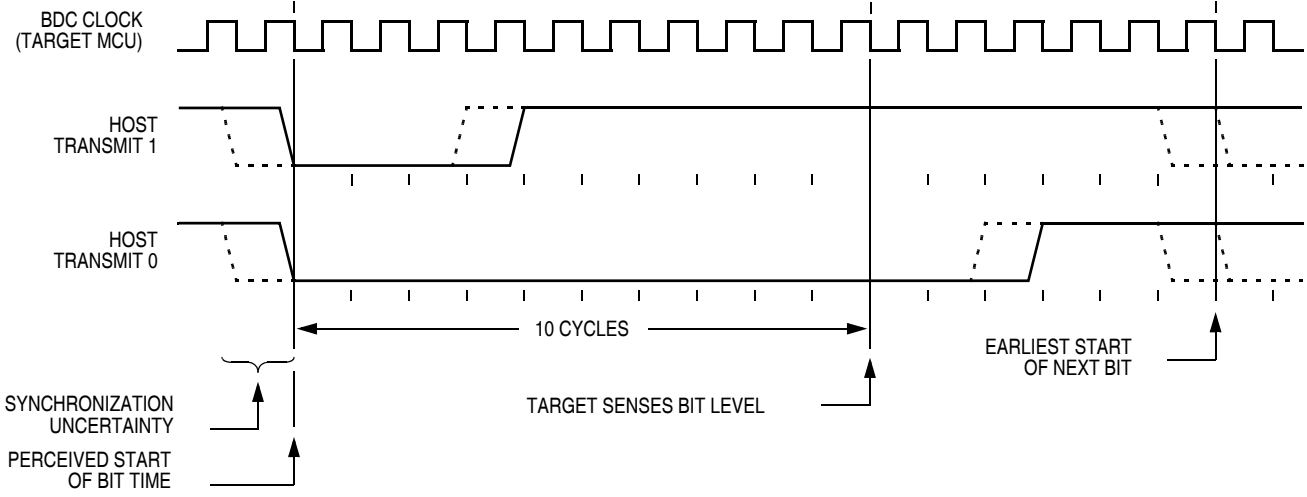 BDC CLOCK
(TARGET MCU)
HOST
TRANSMIT 1
HOST
TRANSMIT 0
10 CYCLES
EARLIEST START
OF NEXT BIT
SYNCHRONIZATION
UNCERTAINTY
TARGET SENSES BIT LEVEL
PERCEIVED START
OF BIT TIME